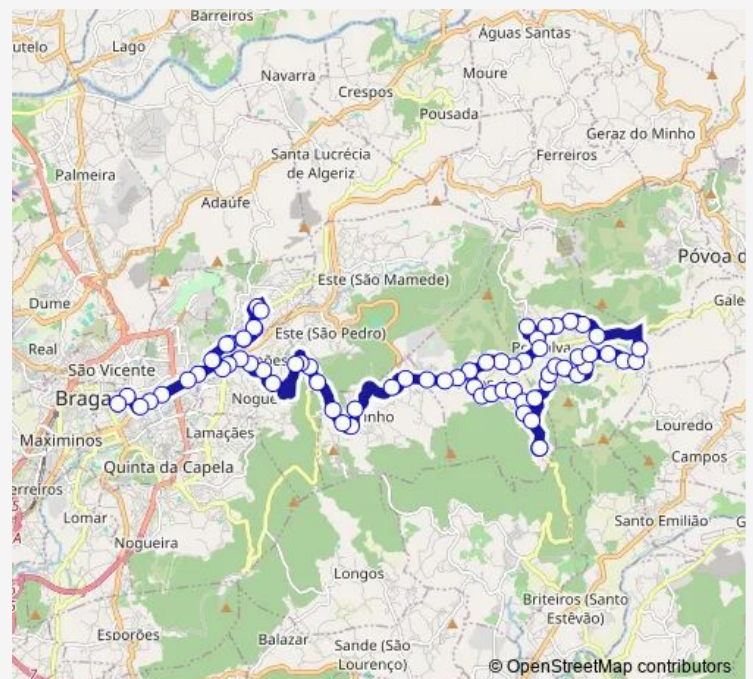 Barreiros
Águas Santas
utelo
Lago
Navarra
Moure
Crespos
Pousada
Geraz do Minho
Santa Lucrécia
de Algeriz
Ferreiros
Palmeira
Adaúfe
Póvoa d
Este (São Mamede)
Dume
Gale
Este (São Pedro)
Real
São Vicente
Braga
Nogue
inho
Maximinos
Lamaçães
Louredo
Quinta da Capela
Campos
erreiros
Lomar
Santo Emilião
A
Nogueira
Longos
Briteiros (Santo
Estêvão)
Esporões
Balazar
Sande (São
Lourenço)
7
© OpenStreetMap contributors